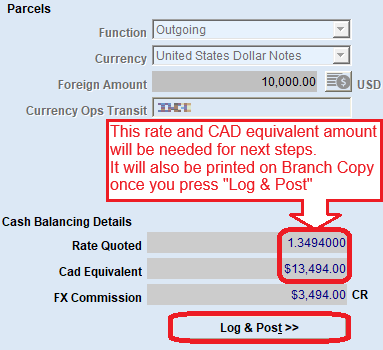 Parcels
Function Outgoing
Currency United States Dollar Notes
Foreign Amount 10,000.00 USD
Currency Ops Transit
This rate and CAD equivalent amount
will be needed for next steps.
It will also be printed on Branch Copy
once you press "Log & Post"
Cash Balancing Details
Rate Quoted 1.3494000
Cad Equivalent $13,494.00
FX Commission $3,494.00 CR
Log & Post >>